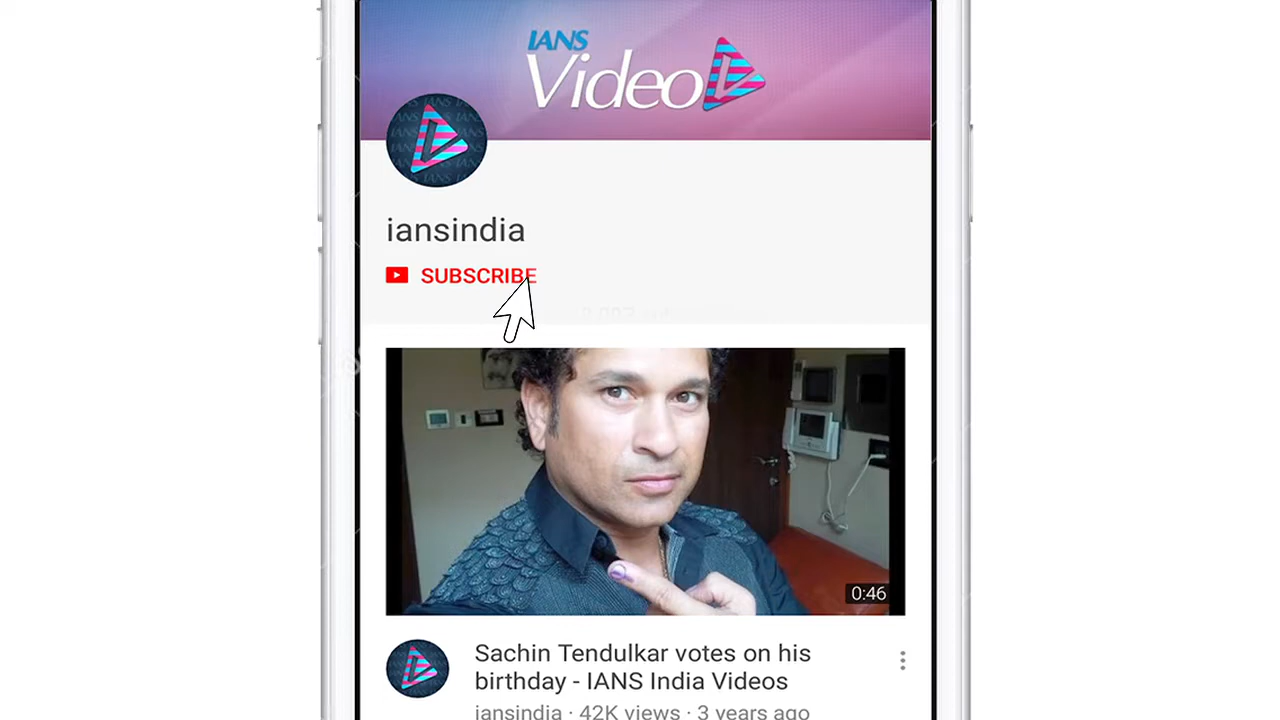 IANS
Video
iansindia
SUBSCRIBE
0:46
Sachin Tendulkar votes on his
birthday - IANS India Videos
iansindia · 42K views · 3 years ago